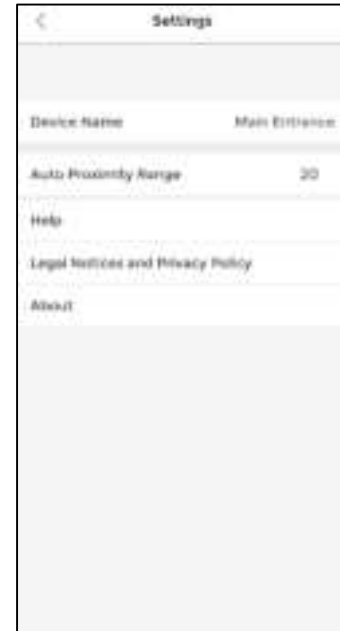 Settings
Device Name Main Entrance
Auto Proximity Range 20
Help
Legal Notices and Privacy Policy
About